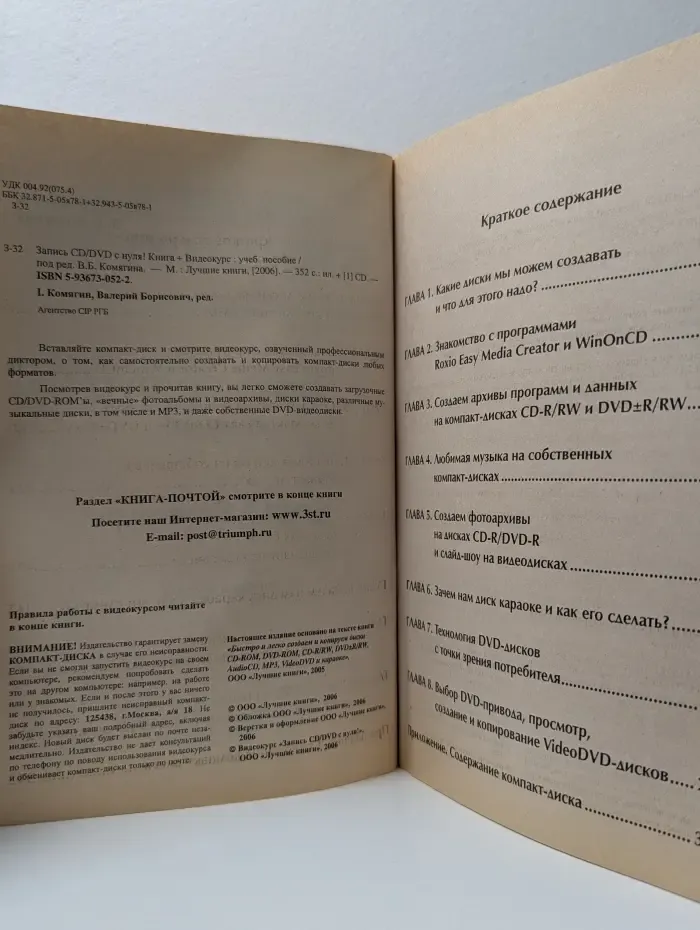 УДК 004.92(075.4)
ББК 32.871-5-05я78-1+32.943-5-05я78-1
З-32
З-32 Запись CD/DVD с нуля! Книга + Видеокурс : учеб. пособие /
под ред. В.Б. Комягина. — М. : Лучшие книги, [2006]. — 352 с.: ил. + [1] CD. —
ISBN 5-93673-052-2.
I. Комягин, Валерий Борисович, ред.
Агентство CIP РГБ
Вставляйте компакт-диск и смотрите видеокурс, озвученный профессиональным
диктором, о том, как самостоятельно создавать и копировать компакт-диски любых
форматов.
Посмотрев видеокурс и прочитав книгу, вы легко сможете создавать загрузочные
CD/DVD-ROM'ы, «вечные» фотоальбомы и видеоархивы, диски караоке, различные му-
зыкальные диски, в том числе и MP3, и даже собственные DVD-видеодиски.
Раздел «КНИГА-ПОЧТОЙ» смотрите в конце книги
Посетите наш Интернет-магазин: www.3st.ru
E-mail: post@triumph.ru
Правила работы с видеокурсом читайте
в конце книги.
ВНИМАНИЕ! Издательство гарантирует замену
КОМПАКТ-ДИСКА в случае его неисправности.
Если вы не смогли запустить видеокурс на своем
компьютере, рекомендуем попробовать сделать
это на другом компьютере: например, на работе
или у знакомых. Если и после этого у вас ничего
не получилось, пришлите неисправный компакт-
диск по адресу: 125438, г.Москва, а/я 18. Не
забудьте указать ваш подробный адрес, включая
индекс. Новый диск будет выслан по почте неза-
медлительно. Издательство не дает консультаций
по телефону по поводу использования видеокурса
и обменивает компакт-диски только по почте.
Настоящее издание основано на тексте книги
«Быстро и легко создаем и копируем диски
CD-ROM, DVD-ROM, CD-R/RW, DVD±R/RW,
AudioCD, MP3, VideoDVD и караоке»,
ООО «Лучшие книги», 2005
© ООО «Лучшие книги», 2006
© Обложка ООО «Лучшие книги», 2006
© Верстка и оформление ООО «Лучшие книги»,
2006
© Видеокурс «Запись CD/DVD с нуля!»
ООО «Лучшие книги», 2006
Краткое содержание
ГЛАВА 1. Какие диски мы можем создавать
и что для этого надо?
ГЛАВА 2. Знакомство с программами
Roxio Easy Media Creator и WinOnCD
ГЛАВА 3. Создаем архивы программ и данных
на компакт-дисках CD-R/RW и DVD±R/RW...
ГЛАВА 4. Любимая музыка на собственных
компакт-дисках
ГЛАВА 5. Создаем фотоархивы
на дисках CD-R/DVD-R
и слайд-шоу на видеодисках
ГЛАВА 6. Зачем нам диск караоке и как его сделать?
ГЛАВА 7. Технология DVD-дисков
с точки зрения потребителя
ГЛАВА 8. Выбор DVD-привода, просмотр,
создание и копирование VideoDVD-дисков
Приложение. Содержание компакт-диска